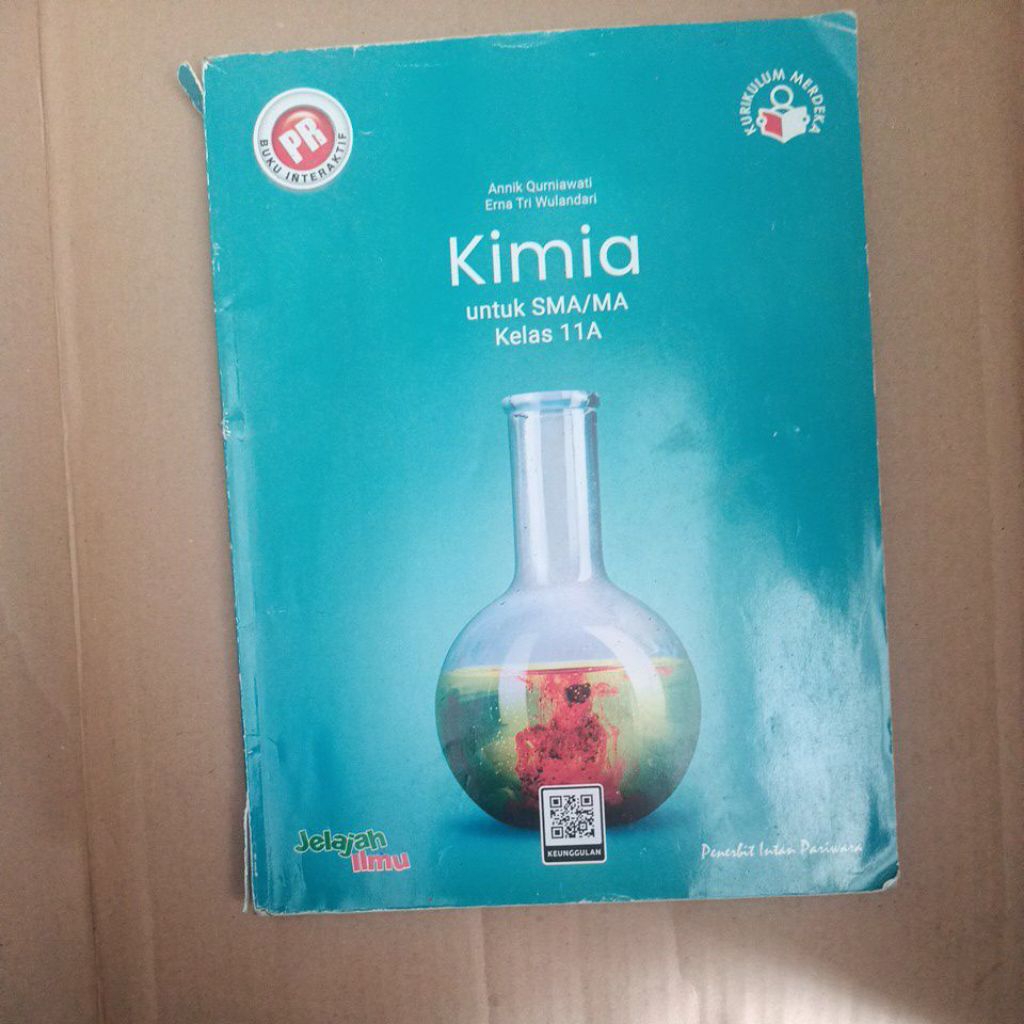 PR
BUKU INTERAKTIF
KURIKULUM MERDEKA
Annik Qurniawati
Erna Tri Wulandari
Kimia
untuk SMA/MA
Kelas 11A
KEUNGGULAN
Jelajah
Ilmu
Penerbit Intan Pariwara